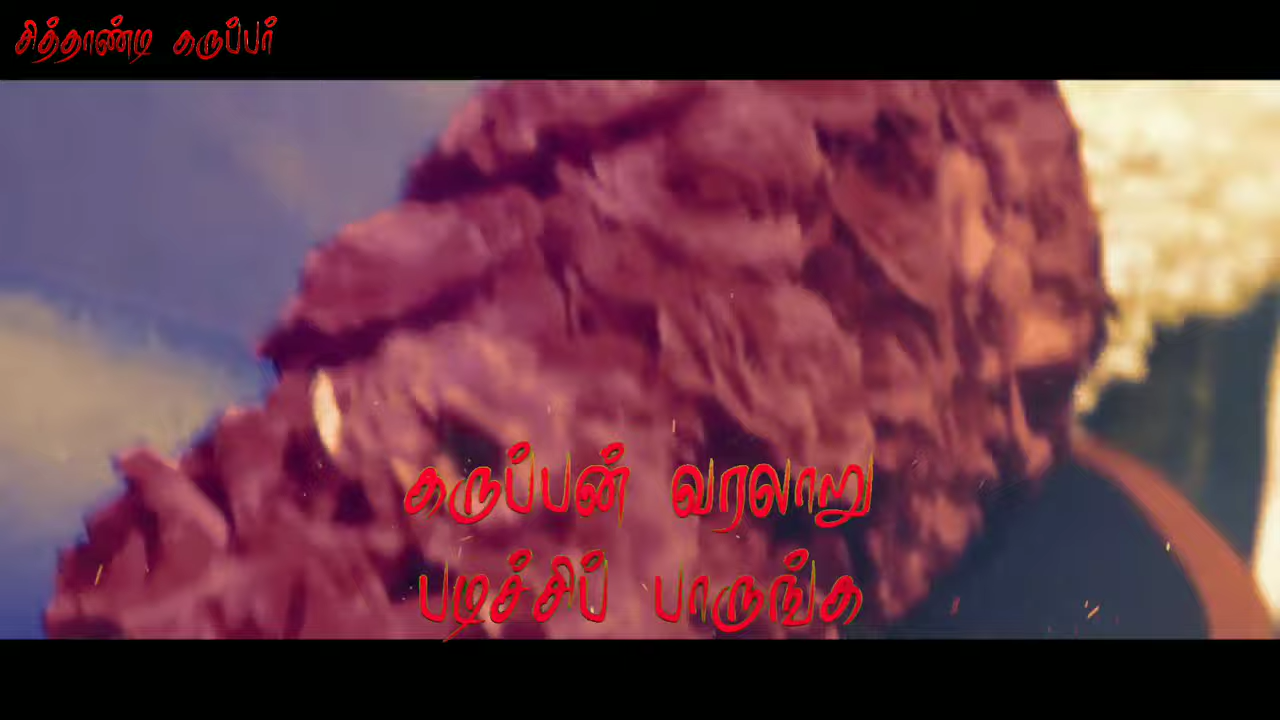 சித்தாண்டி கருப்பர்
கருப்பன் வரலாறு
படிச்சிப் பாருங்க